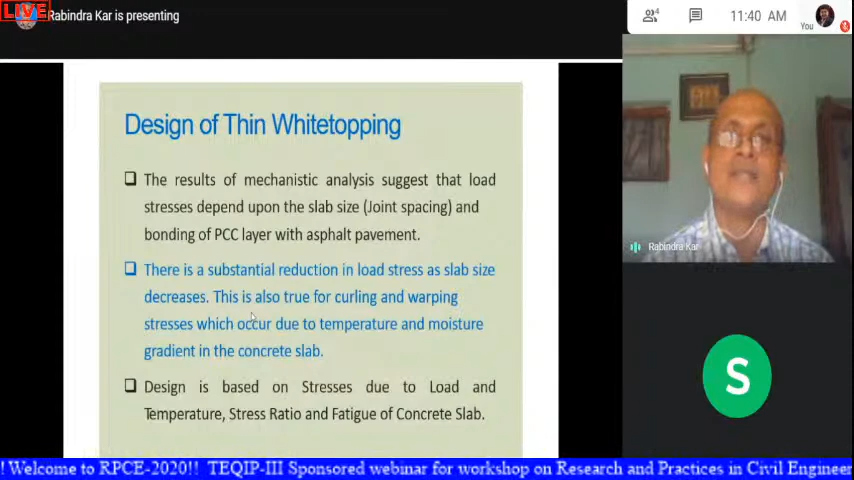 LIVE
Rabindra Kar is presenting
4
11:40 AM
You
Design of Thin Whitetopping
❑ The results of mechanistic analysis suggest that load
stresses depend upon the slab size (Joint spacing) and
bonding of PCC layer with asphalt pavement.
❑ There is a substantial reduction in load stress as slab size
decreases. This is also true for curling and warping
stresses which occur due to temperature and moisture
gradient in the concrete slab.
❑ Design is based on Stresses due to Load and
Temperature, Stress Ratio and Fatigue of Concrete Slab.
Rabindra Kar
S
! Welcome to RPCE-2020!! TEQIP-III Sponsored webinar for workshop on Research and Practices in Civil Engineer